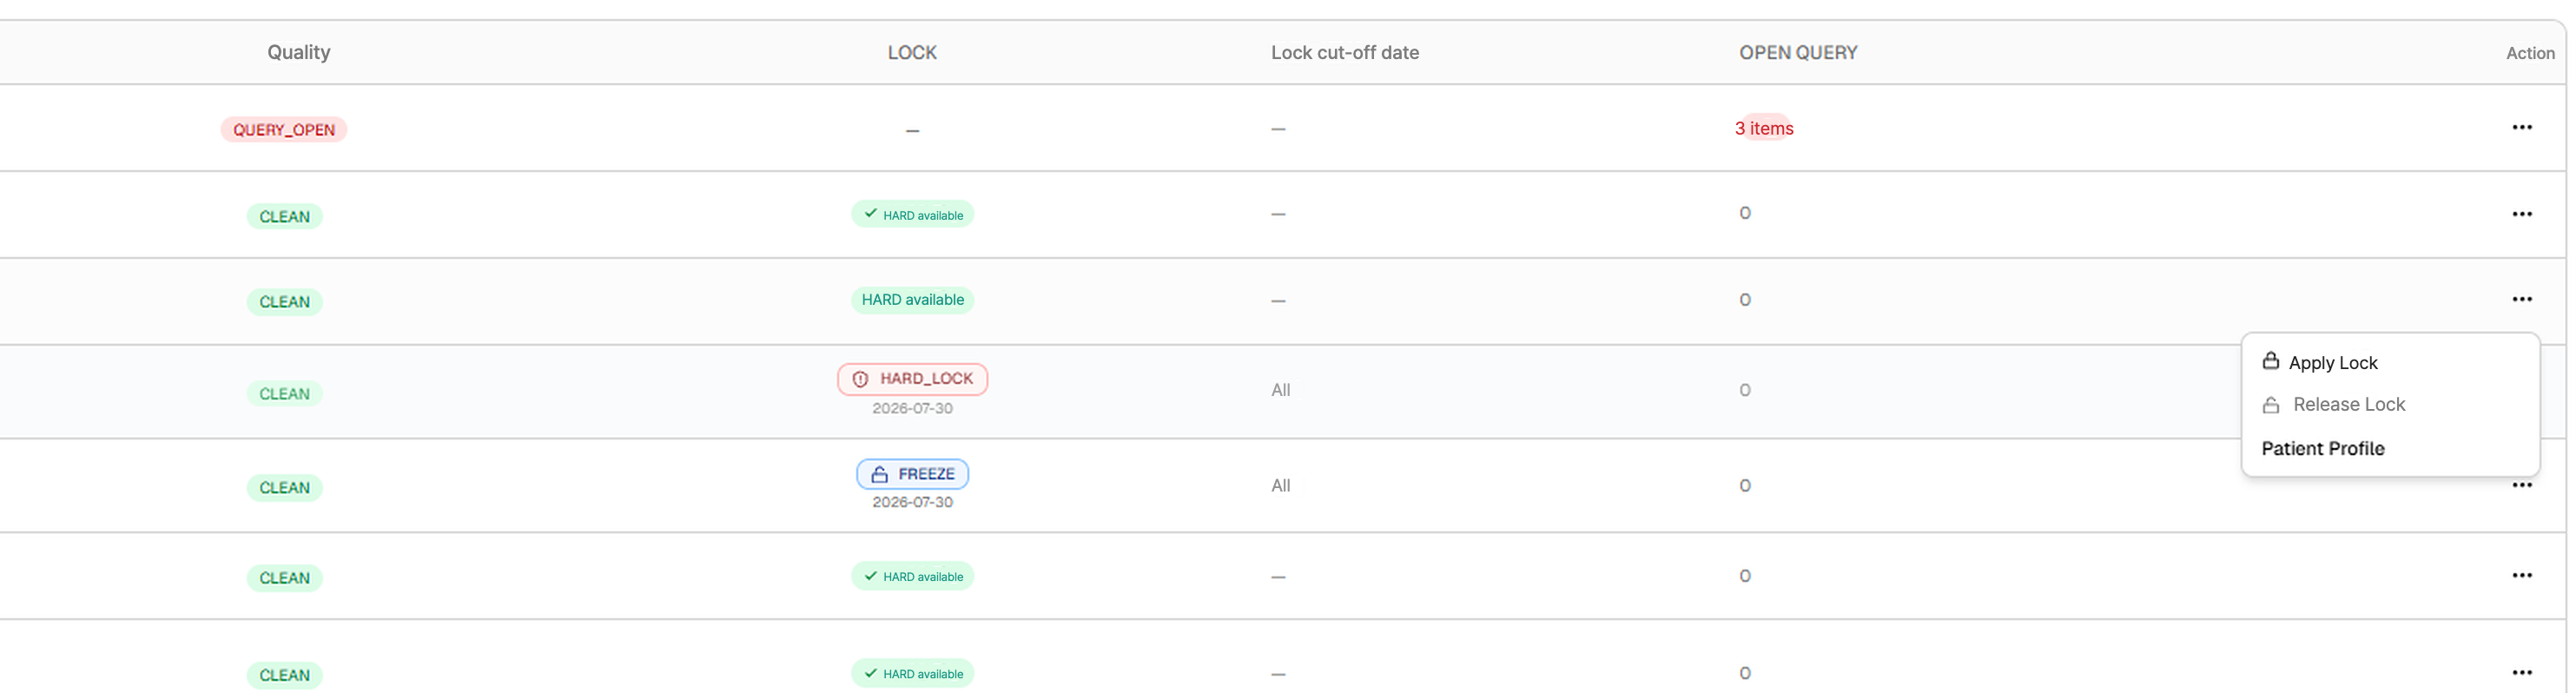 Quality LOCK Lock cut-off date OPEN QUERY Action
QUERY_OPEN — — 3 items ···
CLEAN HARD available — 0 ···
CLEAN HARD available — 0 ···
CLEAN HARD_LOCK All 0
2026-07-30
Apply Lock
Release Lock
Patient Profile
CLEAN FREEZE All 0 ···
2026-07-30
CLEAN HARD available — 0 ···
CLEAN HARD available — 0 ···